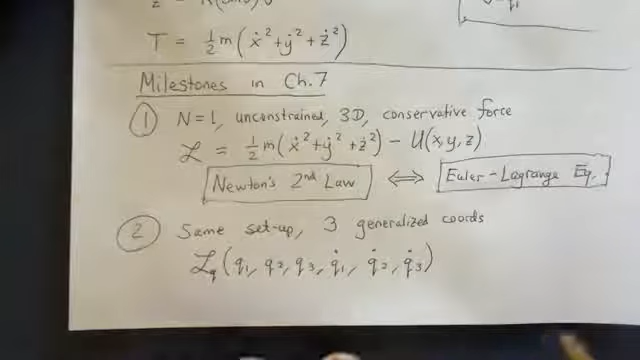 T = ½ m ( ẋ² + ẏ² + ż² )
Milestones in Ch.7
① N=1, unconstrained, 3D, conservative force
ℒ = ½ m ( ẋ² + ẏ² + ż² ) − U(x,y,z)
Newton's 2nd Law ⟺ Euler-Lagrange Eq.
② Same set-up, 3 generalized coords
ℒq ( q₁, q₂, q₃, q̇₁, q̇₂, q̇₃ )